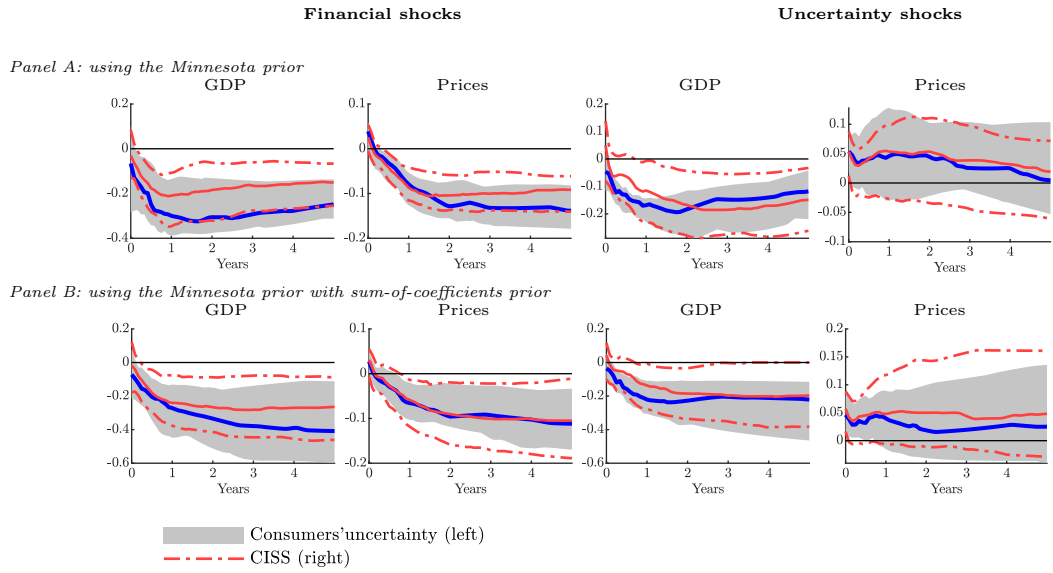 Financial shocks Uncertainty shocks
Panel A: using the Minnesota prior
GDP Prices GDP Prices
0.2 0 -0.2 -0.4 0 1 2 3 4 Years
0.1 0 -0.1 -0.2 0 1 2 3 4 Years
0.2 0 -0.1 -0.2 0 1 2 3 4 Years
0.1 0.05 0 -0.05 -0.1 0 1 2 3 4 Years
Panel B: using the Minnesota prior with sum-of-coefficients prior
GDP Prices GDP Prices
0.2 0 -0.2 -0.4 -0.6 0 1 2 3 4 Years
0.1 0 -0.1 -0.2 0 1 2 3 4 Years
0.2 0 -0.2 -0.4 -0.6 0 1 2 3 4 Years
0.2 0.15 0.1 0.05 0 0 1 2 3 4 Years
Consumers'uncertainty (left)
CISS (right)